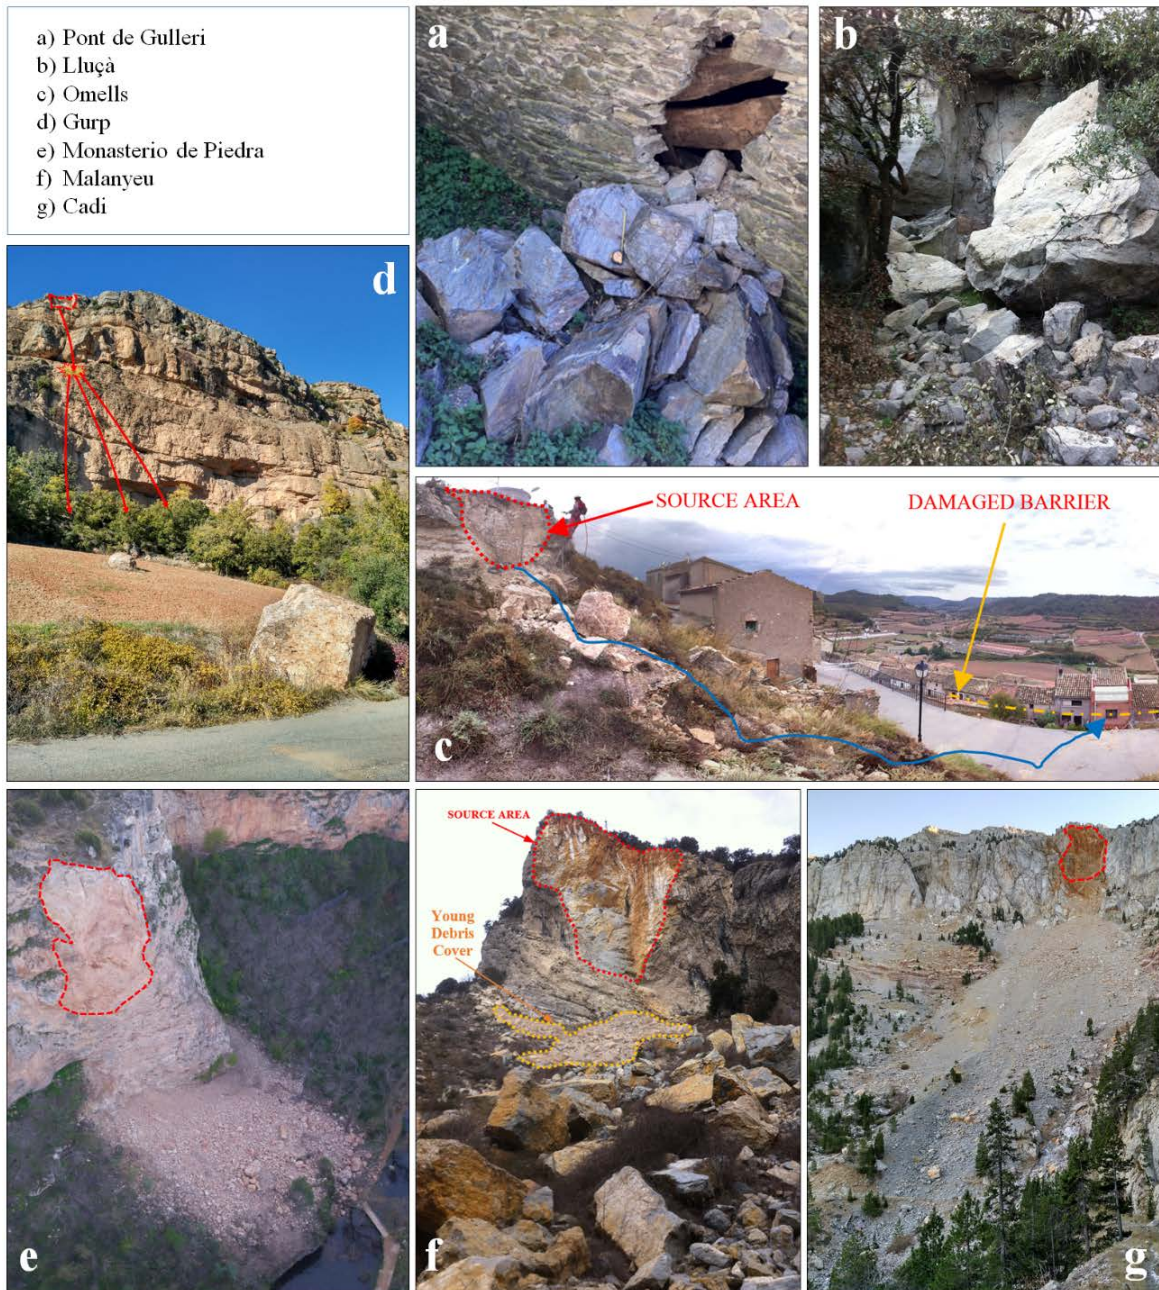 a) Pont de Gulleri
b) Lluçà
c) Omells
d) Gurp
e) Monasterio de Piedra
f) Malanyeu
g) Cadi
a
b
d
SOURCE AREA
DAMAGED BARRIER
c
SOURCE AREA
Young
Debris
Cover
e
f
g